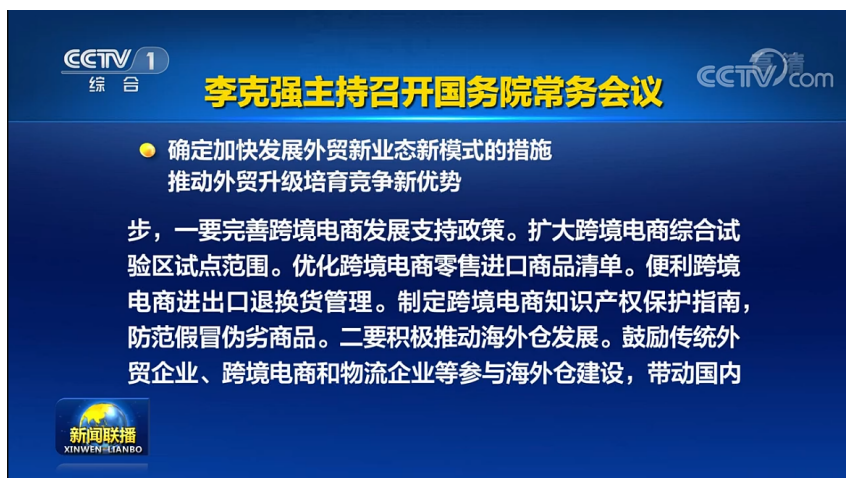 CCTV 1
综合
高清
CCTV.com
李克强主持召开国务院常务会议
确定加快发展外贸新业态新模式的措施
推动外贸升级培育竞争新优势
步，一要完善跨境电商发展支持政策。扩大跨境电商综合试
验区试点范围。优化跨境电商零售进口商品清单。便利跨境
电商进出口退换货管理。制定跨境电商知识产权保护指南，
防范假冒伪劣商品。二要积极推动海外仓发展。鼓励传统外
贸企业、跨境电商和物流企业等参与海外仓建设，带动国内
新闻联播
XINWEN LIANBO